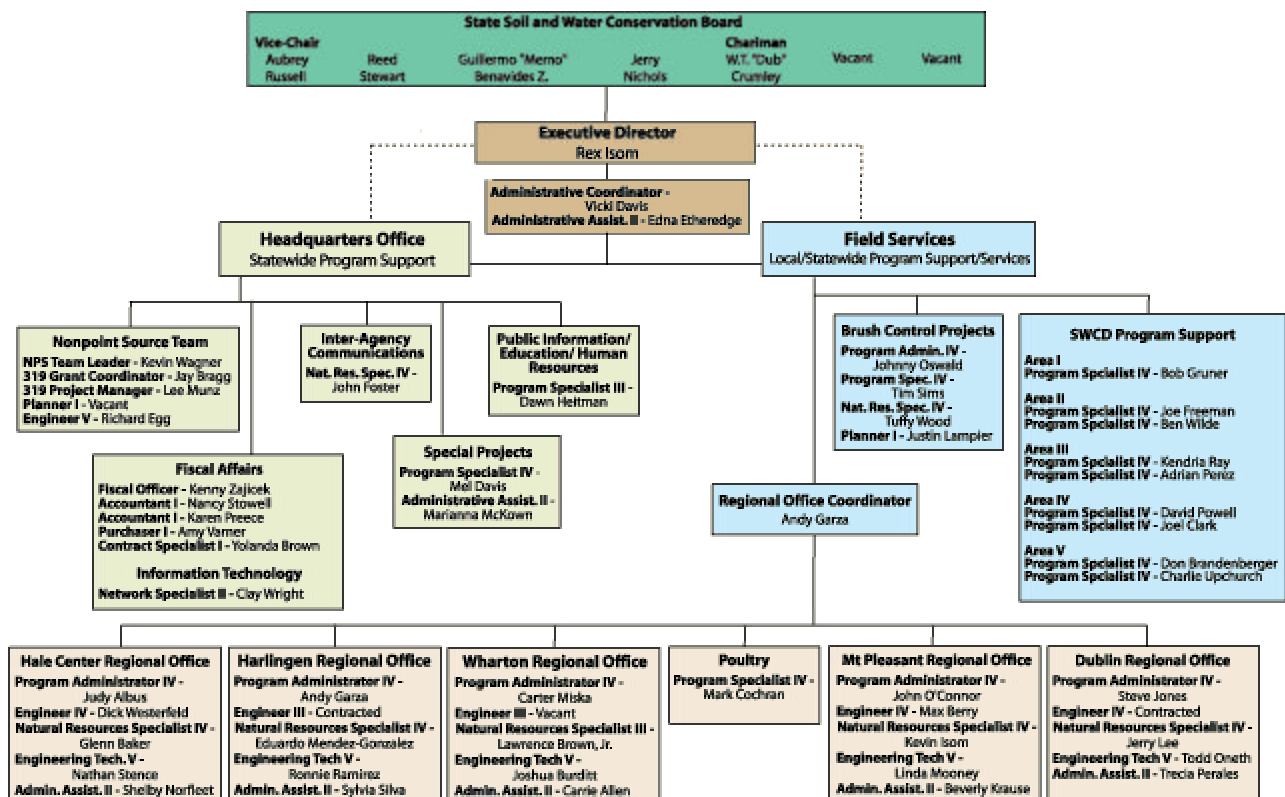 State Soil and Water Conservation Board
Vice-Chair
Aubrey
Russell
Reed
Stewart
Guillermo "Memo"
Benavides Z.
Jerry
Nichols
Chariman
W.T. "Dub"
Crumley
Vacant
Vacant
Executive Director
Rex Isom
Administrative Coordinator -
Vicki Davis
Administrative Assist. II - Edna Etheredge
Headquarters Office
Statewide Program Support
Field Services
Local/Statewide Program Support/Services
Nonpoint Source Team
NPS Team Leader - Kevin Wagner
319 Grant Coordinator - Jay Bragg
319 Project Manager - Lee Munz
Planner I - Vacant
Engineer V - Richard Egg
Inter-Agency
Communications
Nat. Res. Spec. IV -
John Foster
Public Information/
Education/ Human
Resources
Program Specialist III -
Dawn Heitman
Brush Control Projects
Program Admin. IV -
Johnny Oswald
Program Spec. IV -
Tim Sims
Nat. Res. Spec. IV -
Tuffy Wood
Planner I - Justin Lampler
SWCD Program Support
Area I
Program Spcialist IV - Bob Gruner
Area II
Program Spcialist IV - Joe Freeman
Program Spcialist IV - Ben Wilde
Area III
Program Spcialist IV - Kendria Ray
Program Spcialist IV - Adrian Perez
Area IV
Program Spcialist IV - David Powell
Program Spcialist IV - Joel Clark
Area V
Program Spcialist IV - Don Brandenberger
Program Spcialist IV - Charlie Upchurch
Fiscal Affairs
Fiscal Officer - Kenny Zajicek
Accountant I - Nancy Stowell
Accountant I - Karen Preece
Purchaser I - Amy Varner
Contract Specialist I - Yolanda Brown
Information Technology
Network Specialist II - Clay Wright
Special Projects
Program Specialist IV -
Mel Davis
Administrative Assist. II -
Marianna McKown
Regional Office Coordinator
Andy Garza
Hale Center Regional Office
Program Administrator IV -
Judy Albus
Engineer IV - Dick Westerfeld
Natural Resources Specialist IV -
Glenn Baker
Engineering Tech. V -
Nathan Stence
Admin. Assist. II - Shelby Norfleet
Harlingen Regional Office
Program Administrator IV -
Andy Garza
Engineer III - Contracted
Natural Resources Specialist IV -
Eduardo Mendez-Gonzalez
Engineering Tech V -
Ronnie Ramirez
Admin. Assist. II - Sylvia Silva
Wharton Regional Office
Program Administrator IV -
Carter Miska
Engineer III - Vacant
Natural Resources Specialist III -
Lawrence Brown, Jr.
Engineering Tech V -
Joshua Burditt
Admin. Assist. II - Carrie Allen
Poultry
Program Specialist IV -
Mark Cochran
Mt Pleasant Regional Office
Program Administrator IV -
John O'Connor
Engineer IV - Max Berry
Natural Resources Specialist IV -
Kevin Isom
Engineering Tech V -
Linda Mooney
Admin. Assist. II - Beverly Krause
Dublin Regional Office
Program Administrator IV -
Steve Jones
Engineer IV - Contracted
Natural Resources Specialist IV -
Jerry Lee
Engineering Tech V - Todd Oneth
Admin. Assist. II - Trecia Perales